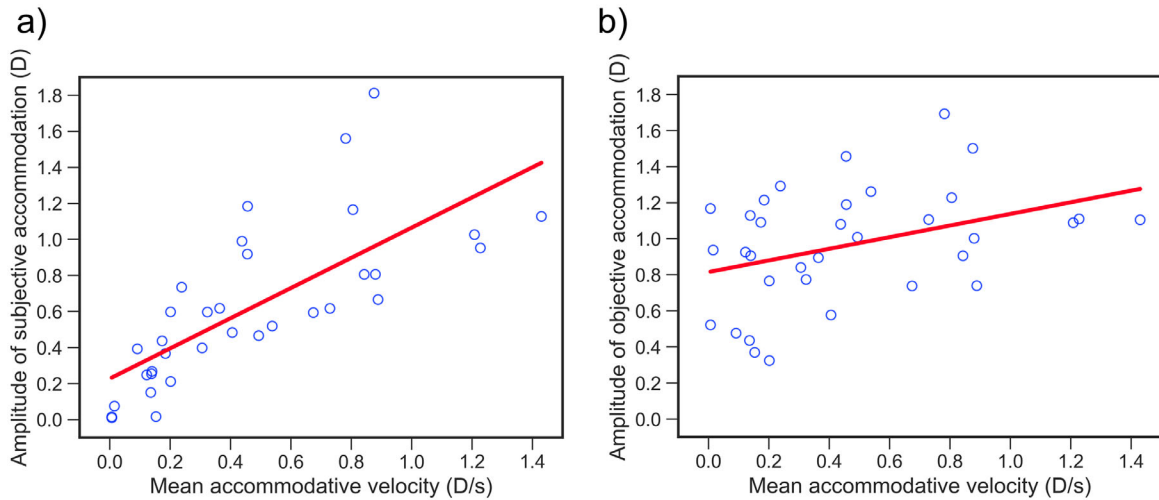 a)
Amplitude of subjective accommodation (D)
1.8
1.6
1.4
1.2
1.0
0.8
0.6
0.4
0.2
0.0
0.0 0.2 0.4 0.6 0.8 1.0 1.2 1.4
Mean accommodative velocity (D/s)
b)
Amplitude of objective accommodation (D)
1.8
1.6
1.4
1.2
1.0
0.8
0.6
0.4
0.2
0.0
0.0 0.2 0.4 0.6 0.8 1.0 1.2 1.4
Mean accommodative velocity (D/s)